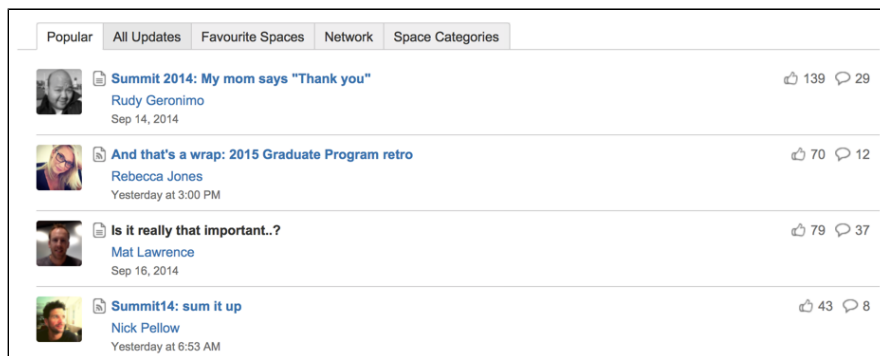 Popular All Updates Favourite Spaces Network Space Categories
Summit 2014: My mom says "Thank you" 139 29
Rudy Geronimo
Sep 14, 2014
And that's a wrap: 2015 Graduate Program retro 70 12
Rebecca Jones
Yesterday at 3:00 PM
Is it really that important..? 79 37
Mat Lawrence
Sep 16, 2014
Summit14: sum it up 43 8
Nick Pellow
Yesterday at 6:53 AM